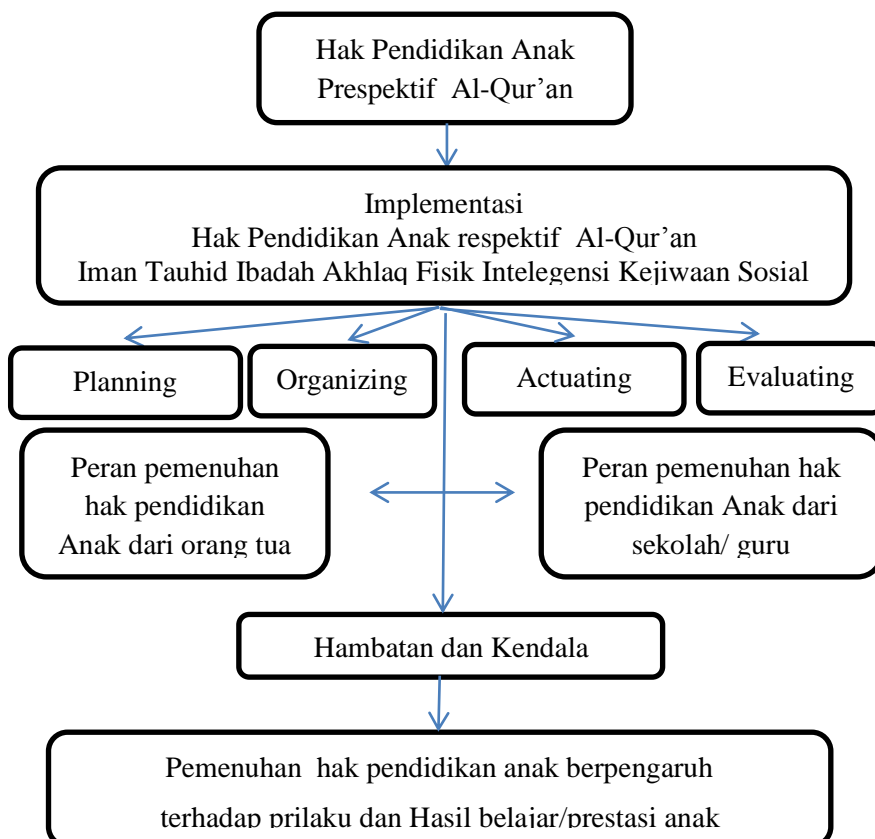 Hak Pendidikan Anak
Prespektif Al-Qur'an
Implementasi
Hak Pendidikan Anak respektif Al-Qur'an
Iman Tauhid Ibadah Akhlaq Fisik Intelegensi Kejiwaan Sosial
Planning
Organizing
Actuating
Evaluating
Peran pemenuhan
hak pendidikan
Anak dari orang tua
Peran pemenuhan hak
pendidikan Anak dari
sekolah/ guru
Hambatan dan Kendala
Pemenuhan hak pendidikan anak berpengaruh
terhadap prilaku dan Hasil belajar/prestasi anak